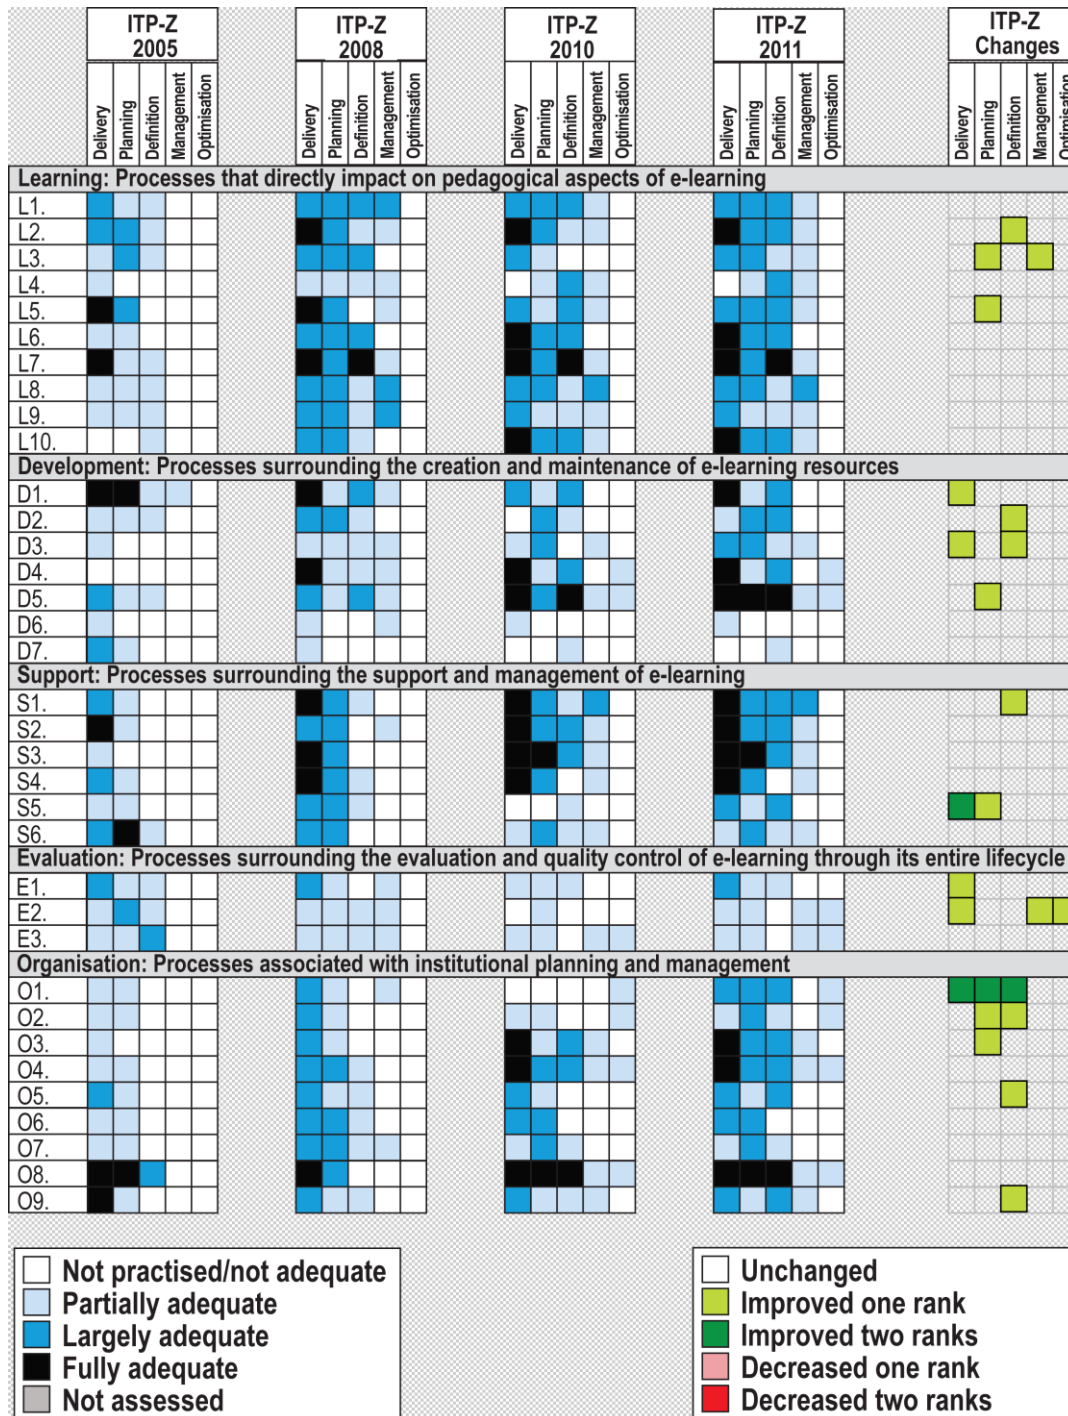 ITP-Z
2005
ITP-Z
2008
ITP-Z
2010
ITP-Z
2011
ITP-Z
Changes
Delivery
Planning
Definition
Management
Optimisation
Delivery
Planning
Definition
Management
Optimisation
Delivery
Planning
Definition
Management
Optimisation
Delivery
Planning
Definition
Management
Optimisation
Delivery
Planning
Definition
Management
Optimisation
Learning: Processes that directly impact on pedagogical aspects of e-learning
L1.
L2.
L3.
L4.
L5.
L6.
L7.
L8.
L9.
L10.
Development: Processes surrounding the creation and maintenance of e-learning resources
D1.
D2.
D3.
D4.
D5.
D6.
D7.
Support: Processes surrounding the support and management of e-learning
S1.
S2.
S3.
S4.
S5.
S6.
Evaluation: Processes surrounding the evaluation and quality control of e-learning through its entire lifecycle
E1.
E2.
E3.
Organisation: Processes associated with institutional planning and management
O1.
O2.
O3.
O4.
O5.
O6.
O7.
O8.
O9.
Not practised/not adequate
Partially adequate
Largely adequate
Fully adequate
Not assessed
Unchanged
Improved one rank
Improved two ranks
Decreased one rank
Decreased two ranks